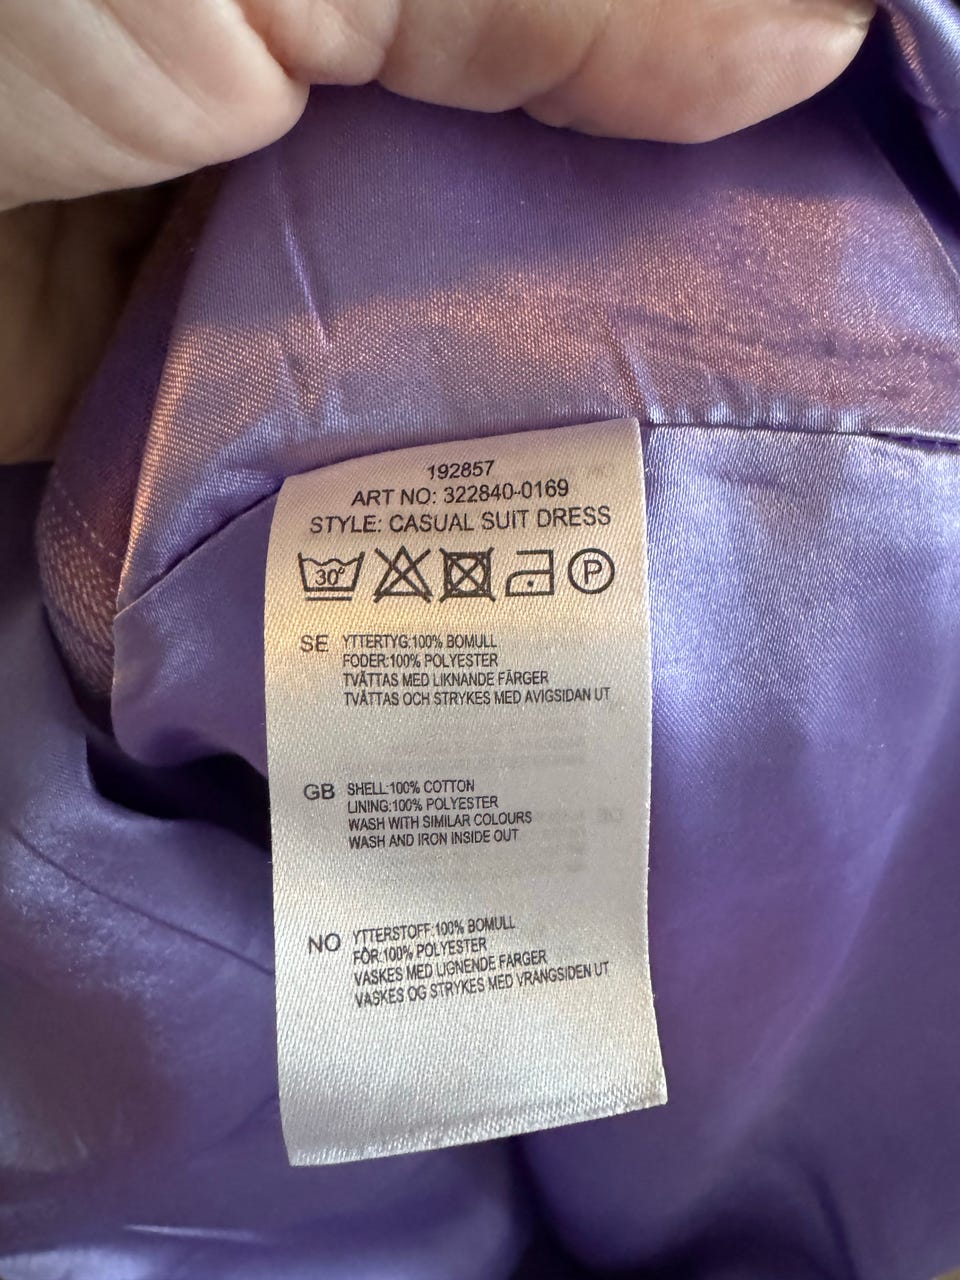 192857
ART NO: 322840-0169
STYLE: CASUAL SUIT DRESS
30° P
SE YTTERTYG:100% BOMULL
FODER:100% POLYESTER
TVÄTTAS MED LIKNANDE FÄRGER
TVÄTTAS OCH STRYKES MED AVIGSIDAN UT
GB SHELL:100% COTTON
LINING:100% POLYESTER
WASH WITH SIMILAR COLOURS
WASH AND IRON INSIDE OUT
NO YTTERSTOFF:100% BOMULL
FÖR:100% POLYESTER
VASKES MED LIGNENDE FARGER
VASKES OG STRYKES MED VRANGSIDEN UT